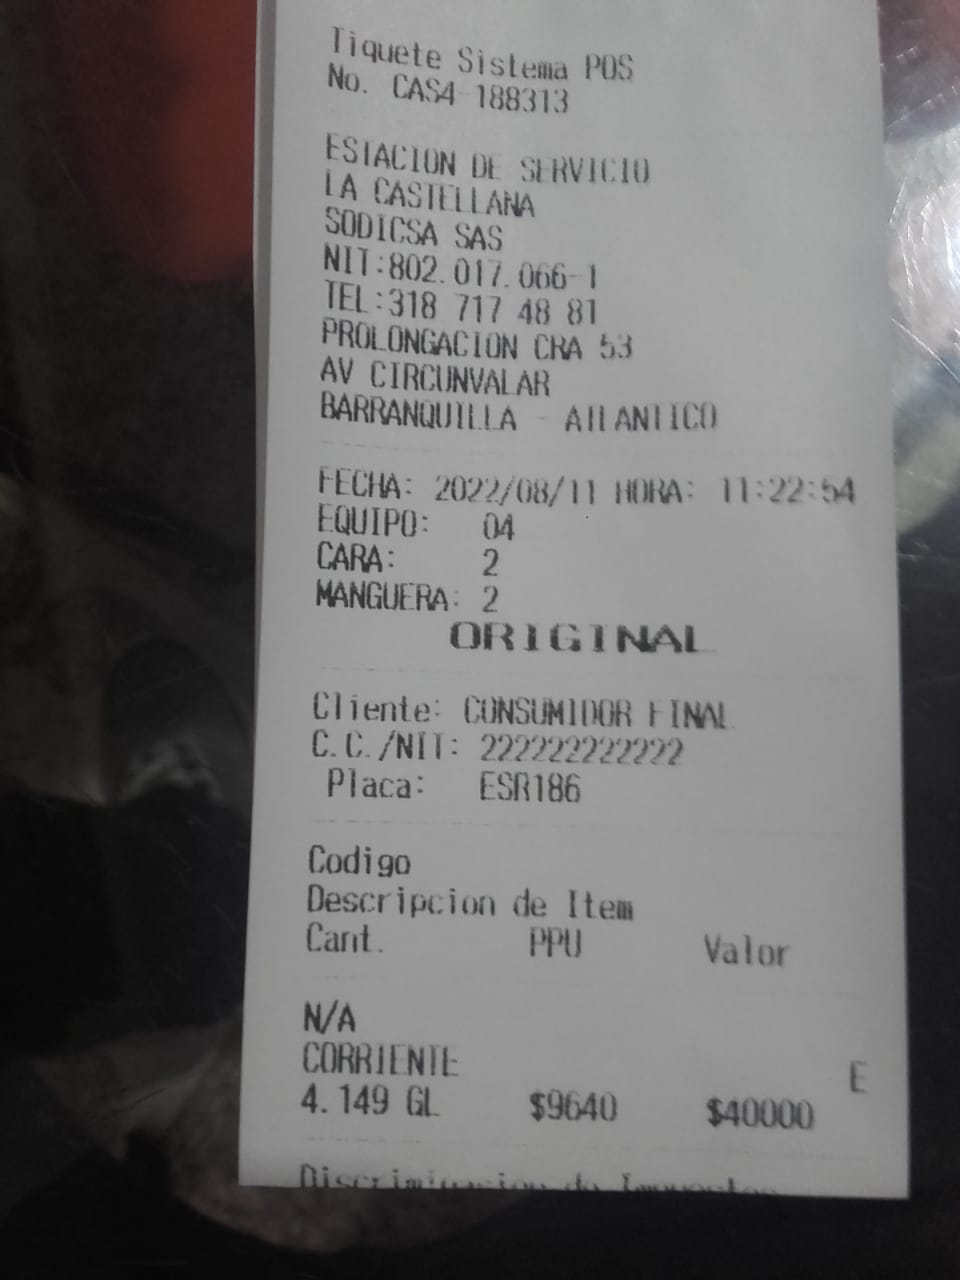 Tiquete Sistema POS
No. CAS4-188313
ESTACION DE SERVICIO
LA CASTELLANA
SODICSA SAS
NIT:802.017.066-1
TEL:318 717 48 81
PROLONGACION CRA 53
AV CIRCUNVALAR
BARRANQUILLA - ATLANTICO
FECHA: 2022/08/11 HORA: 11:22:54
EQUIPO: 04
CARA: 2
MANGUERA: 2
ORIGINAL
Cliente: CONSUMIDOR FINAL
C.C./NIT: 222222222222
Placa: ESR186
Codigo
Descripcion de Item
Cant. PPU Valor
N/A
CORRIENTE E
4.149 GL $9640 $40000
Discriminacion de Impuestos